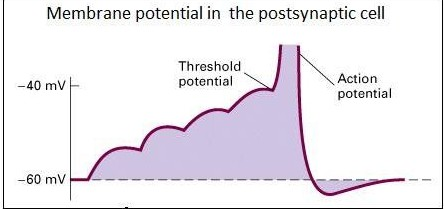 Membrane potential in the postsynaptic cell
Threshold
potential
−40 mV
Action
potential
−60 mV